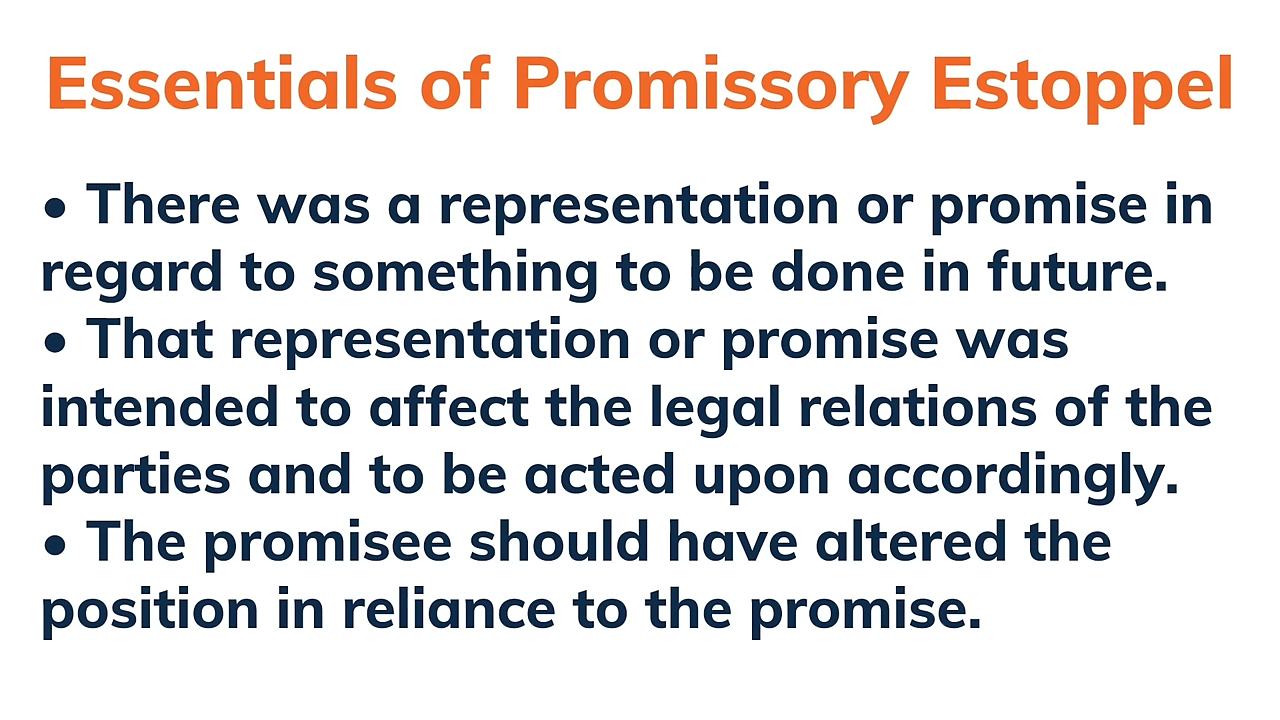 Essentials of Promissory Estoppel
• There was a representation or promise in
regard to something to be done in future.
• That representation or promise was
intended to affect the legal relations of the
parties and to be acted upon accordingly.
• The promisee should have altered the
position in reliance to the promise.